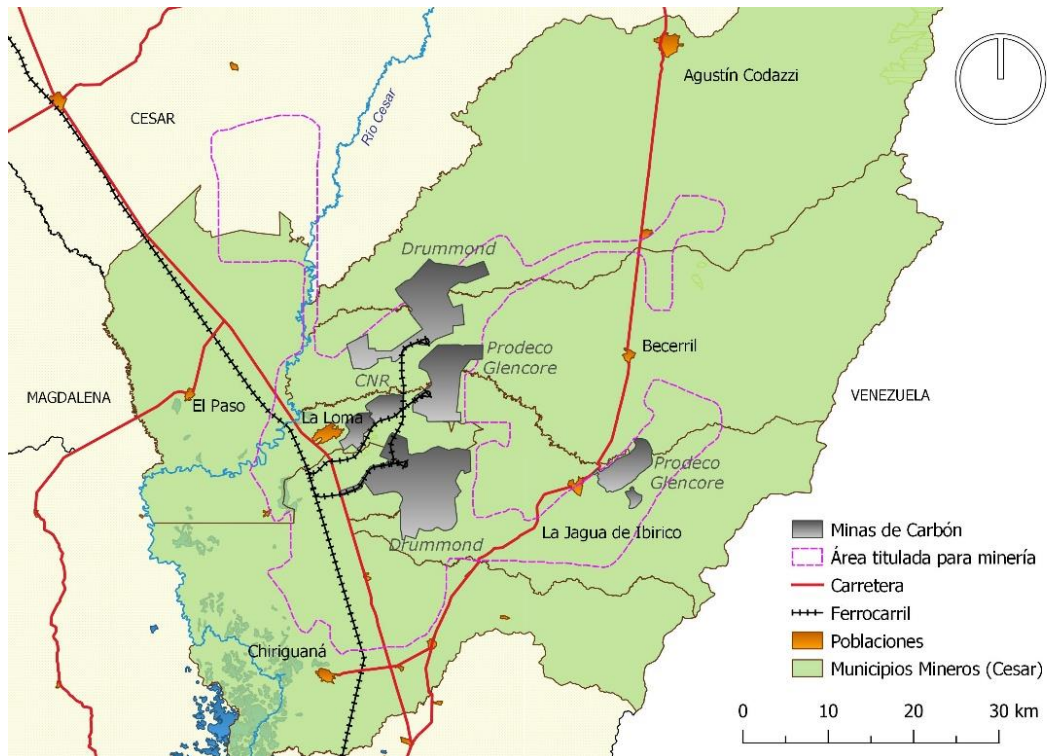 Agustín Codazzi
CESAR
Río Cesar
Drummond
Prodeco
Glencore
Becerril
CNR
MAGDALENA
El Paso
La Loma
VENEZUELA
Prodeco
Glencore
La Jagua de Ibirico
Drummond
Chiriguaná
Minas de Carbón
Área titulada para minería
Carretera
Ferrocarril
Poblaciones
Municipios Mineros (Cesar)
0 10 20 30 km